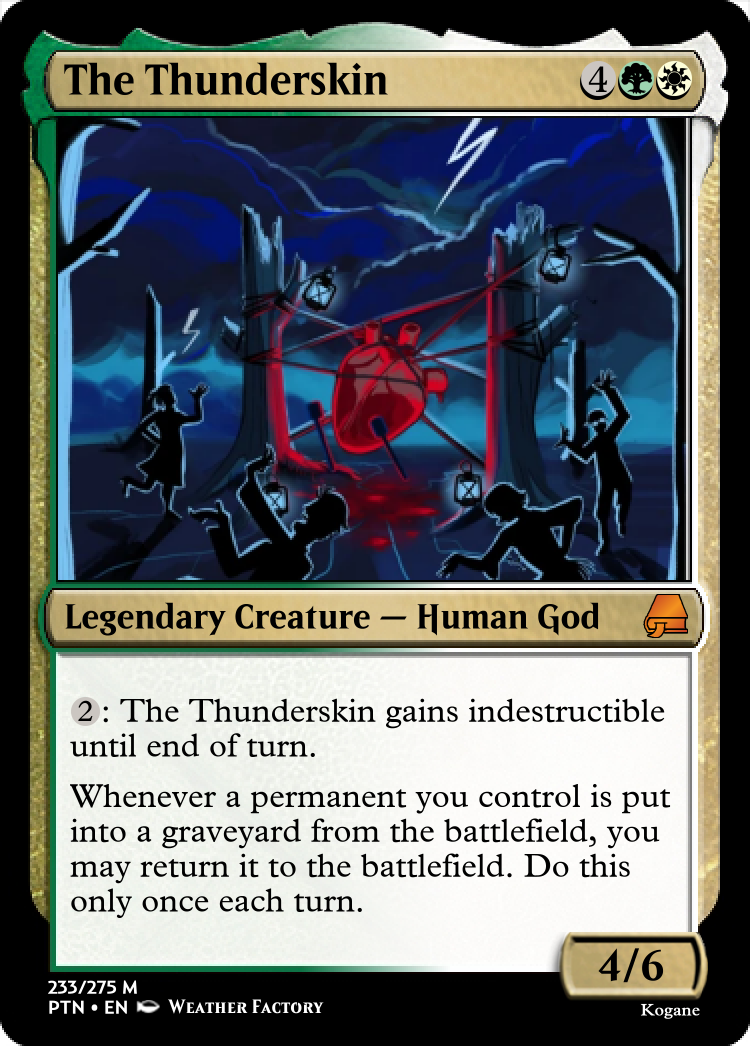 The Thunderskin 4
Legendary Creature — Human God
2: The Thunderskin gains indestructible
until end of turn.
Whenever a permanent you control is put
into a graveyard from the battlefield, you
may return it to the battlefield. Do this
only once each turn.
4/6
233/275 M
PTN • EN Weather Factory
Kogane